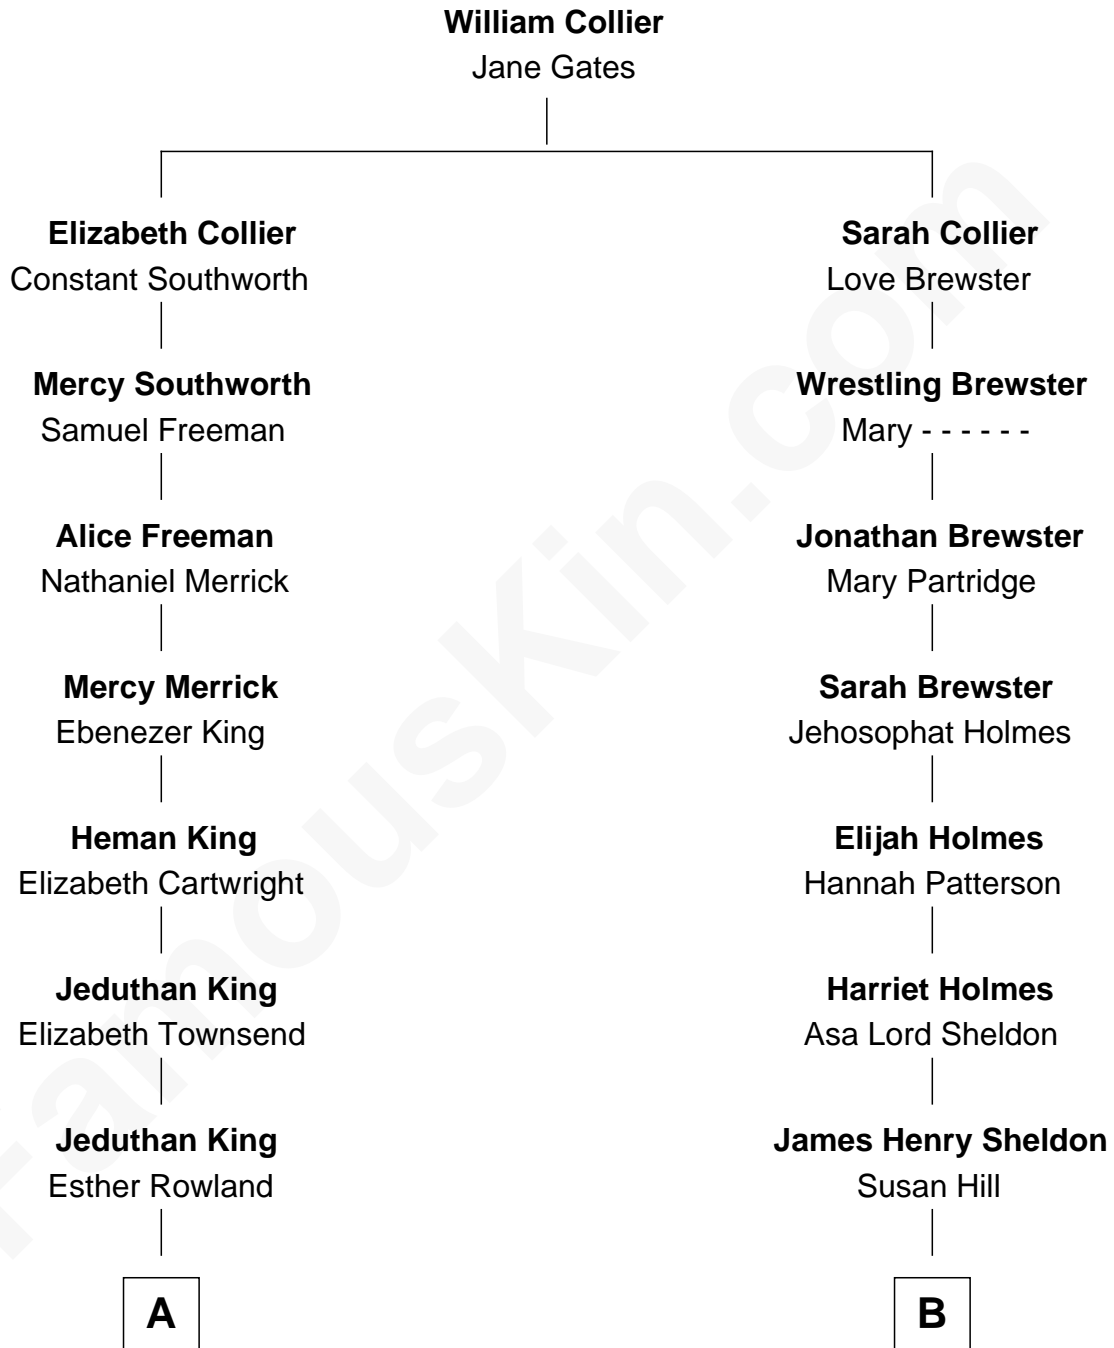 William Collier
Jane Gates
Elizabeth Collier
Constant Southworth
Sarah Collier
Love Brewster
Mercy Southworth
Samuel Freeman
Wrestling Brewster
Mary - - - - - -
Alice Freeman
Nathaniel Merrick
Jonathan Brewster
Mary Partridge
Mercy Merrick
Ebenezer King
Sarah Brewster
Jehosophat Holmes
Heman King
Elizabeth Cartwright
Elijah Holmes
Hannah Patterson
Jeduthan King
Elizabeth Townsend
Harriet Holmes
Asa Lord Sheldon
Jeduthan King
Esther Rowland
James Henry Sheldon
Susan Hill
A
B
FamousKin.com